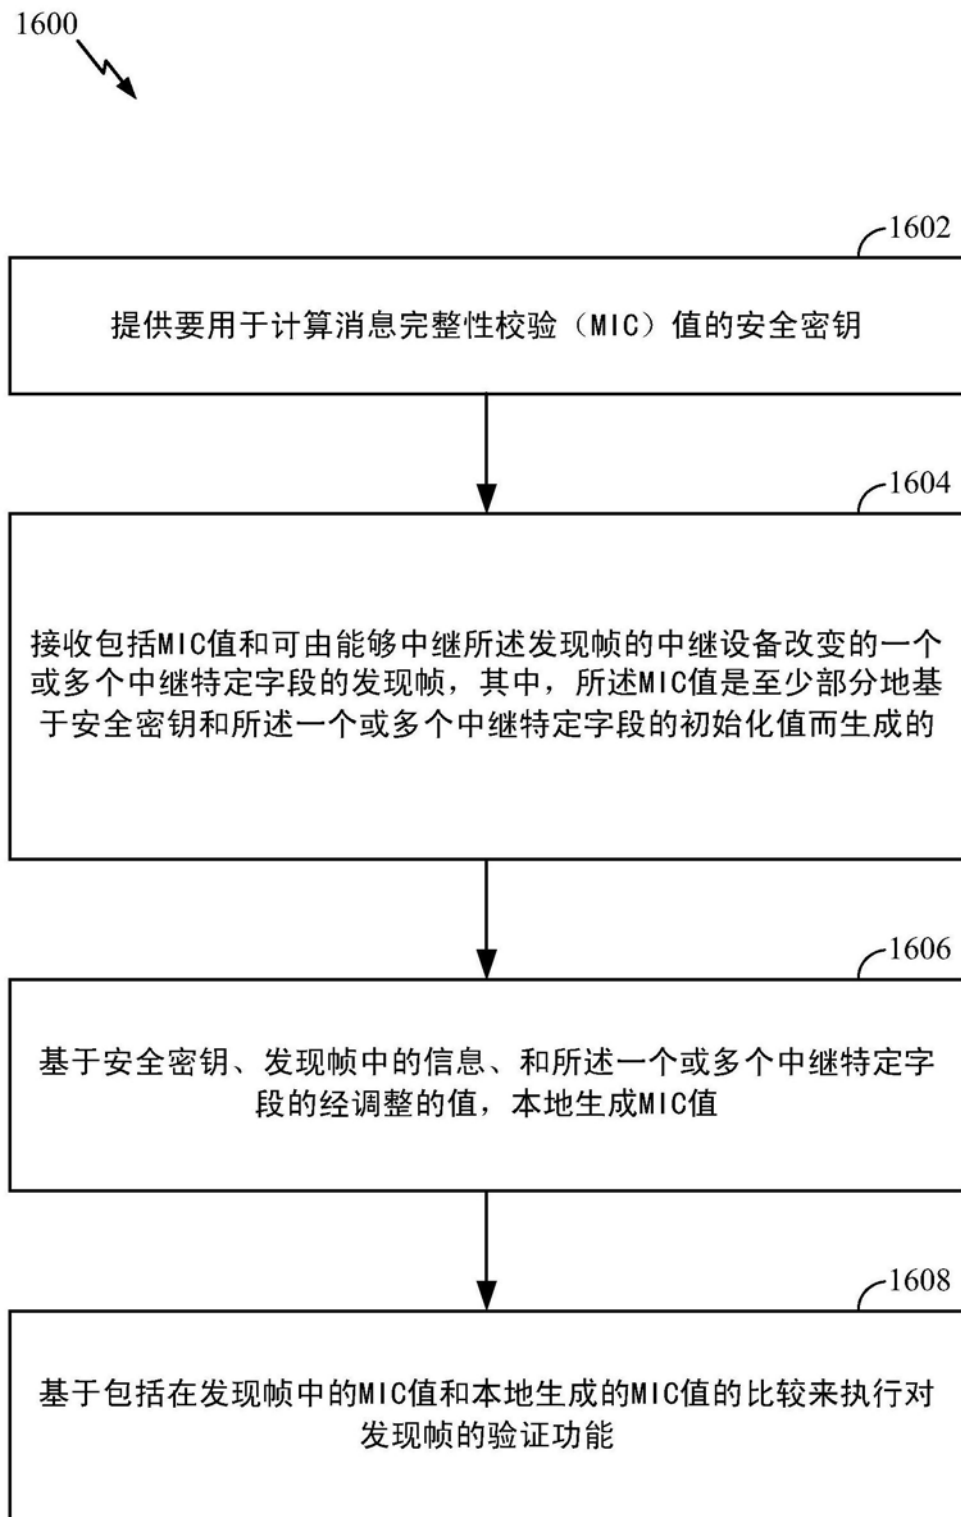 1600
1602
提供要用于计算消息完整性校验（MIC）值的安全密钥
1604
接收包括MIC值和可由能够中继所述发现帧的中继设备改变的一个
或多个中继特定字段的发现帧，其中，所述MIC值是至少部分地基
于安全密钥和所述一个或多个中继特定字段的初始化值而生成的
1606
基于安全密钥、发现帧中的信息、和所述一个或多个中继特定字
段的经调整的值，本地生成MIC值
1608
基于包括在发现帧中的MIC值和本地生成的MIC值的比较来执行对
发现帧的验证功能